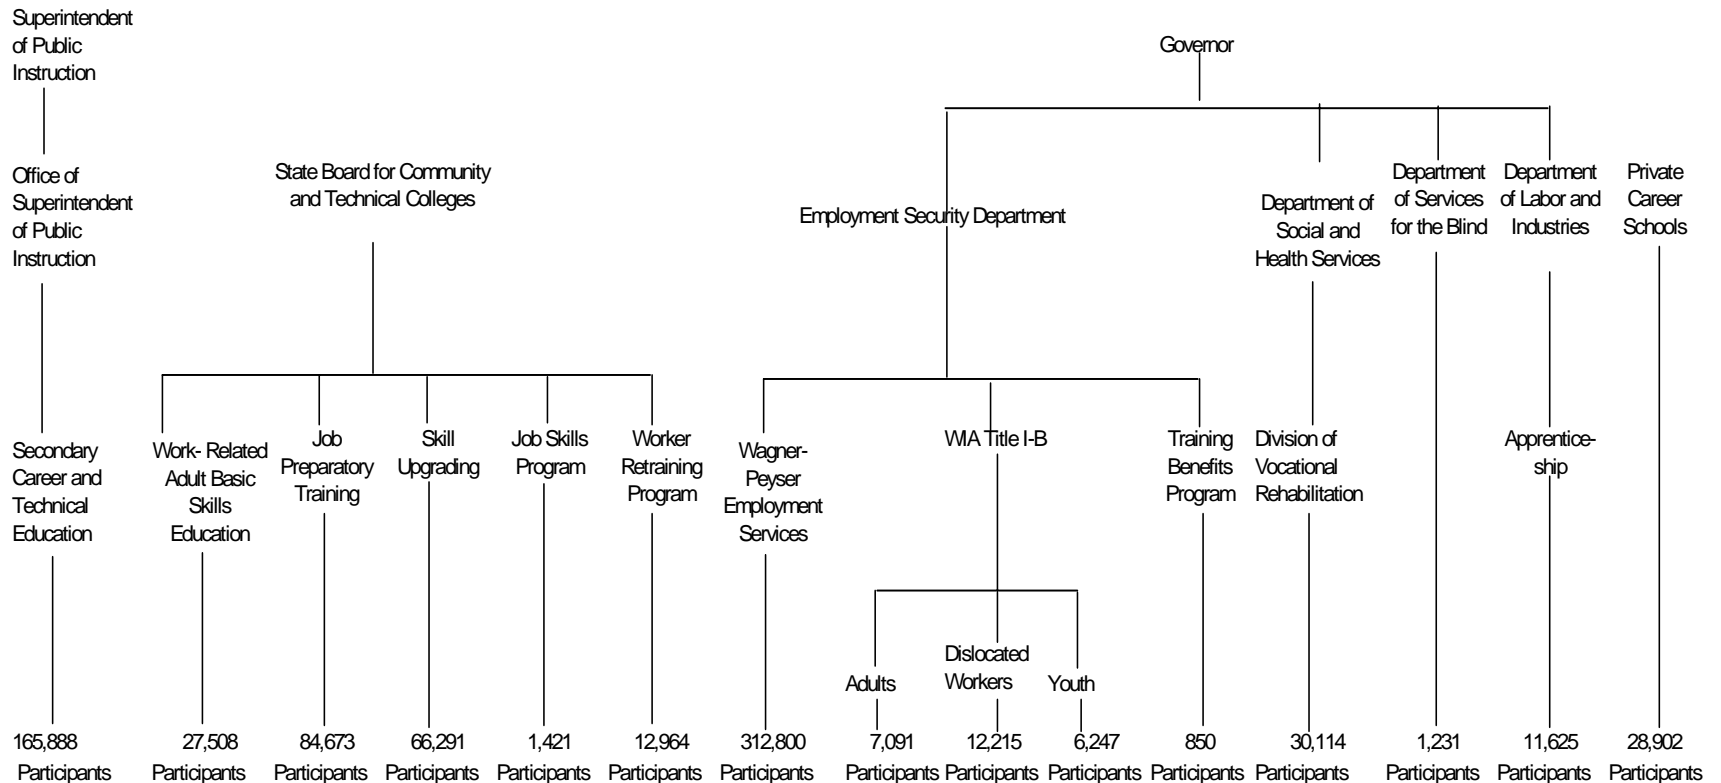 Superintendent
of Public
Instruction
Governor
Office of
Superintendent
of Public
Instruction
State Board for Community
and Technical Colleges
Employment Security Department
Department of
Social and
Health Services
Department
of Services
for the Blind
Department
of Labor and
Industries
Private
Career
Schools
Secondary
Career and
Technical
Education
Work- Related
Adult Basic
Skills
Education
Job
Preparatory
Training
Skill
Upgrading
Job Skills
Program
Worker
Retraining
Program
Wagner-
Peyser
Employment
Services
WIA Title I-B
Training
Benefits
Program
Division of
Vocational
Rehabilitation
Apprentice-
ship
Adults
Dislocated
Workers
Youth
165,888
Participants
27,508
Participants
84,673
Participants
66,291
Participants
1,421
Participants
12,964
Participants
312,800
Participants
7,091
Participants
12,215
Participants
6,247
Participants
850
Participants
30,114
Participants
1,231
Participants
11,625
Participants
28,902
Participants